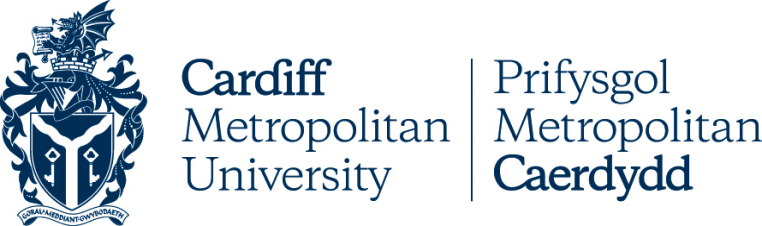 Cardiff
Metropolitan
University
Prifysgol
Metropolitan
Caerdydd
GORAU·MEDDIANT·GWYBODAETH